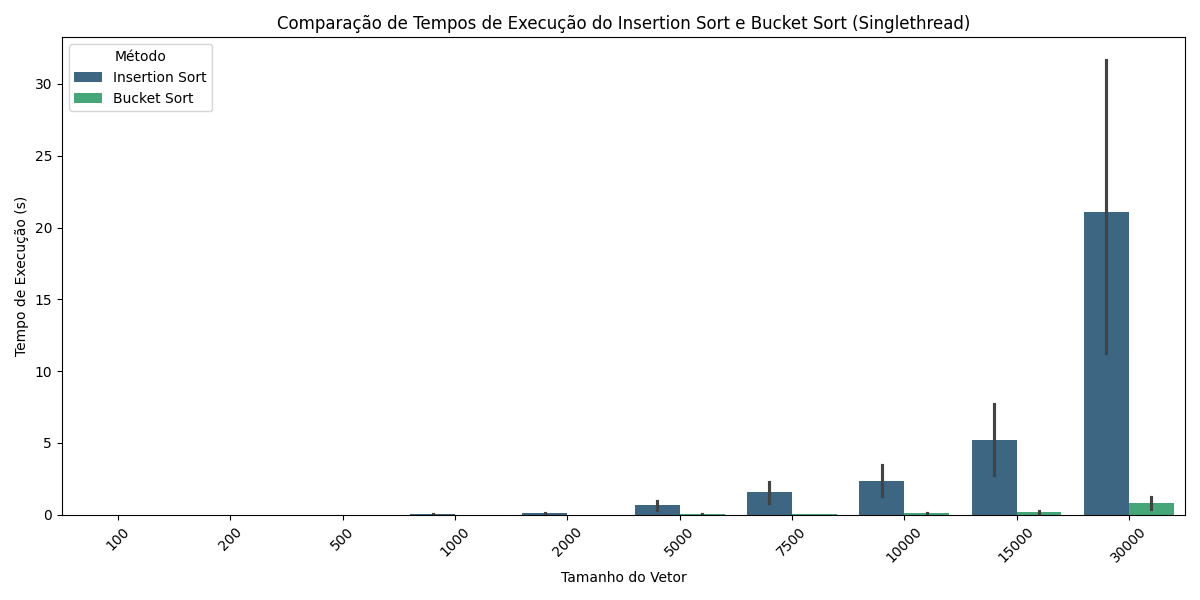 Comparação de Tempos de Execução do Insertion Sort e Bucket Sort (Singlethread)
Método
Insertion Sort
Bucket Sort
Tempo de Execução (s)
30
25
20
15
10
5
0
100
200
500
1000
2000
5000
7500
10000
15000
30000
Tamanho do Vetor